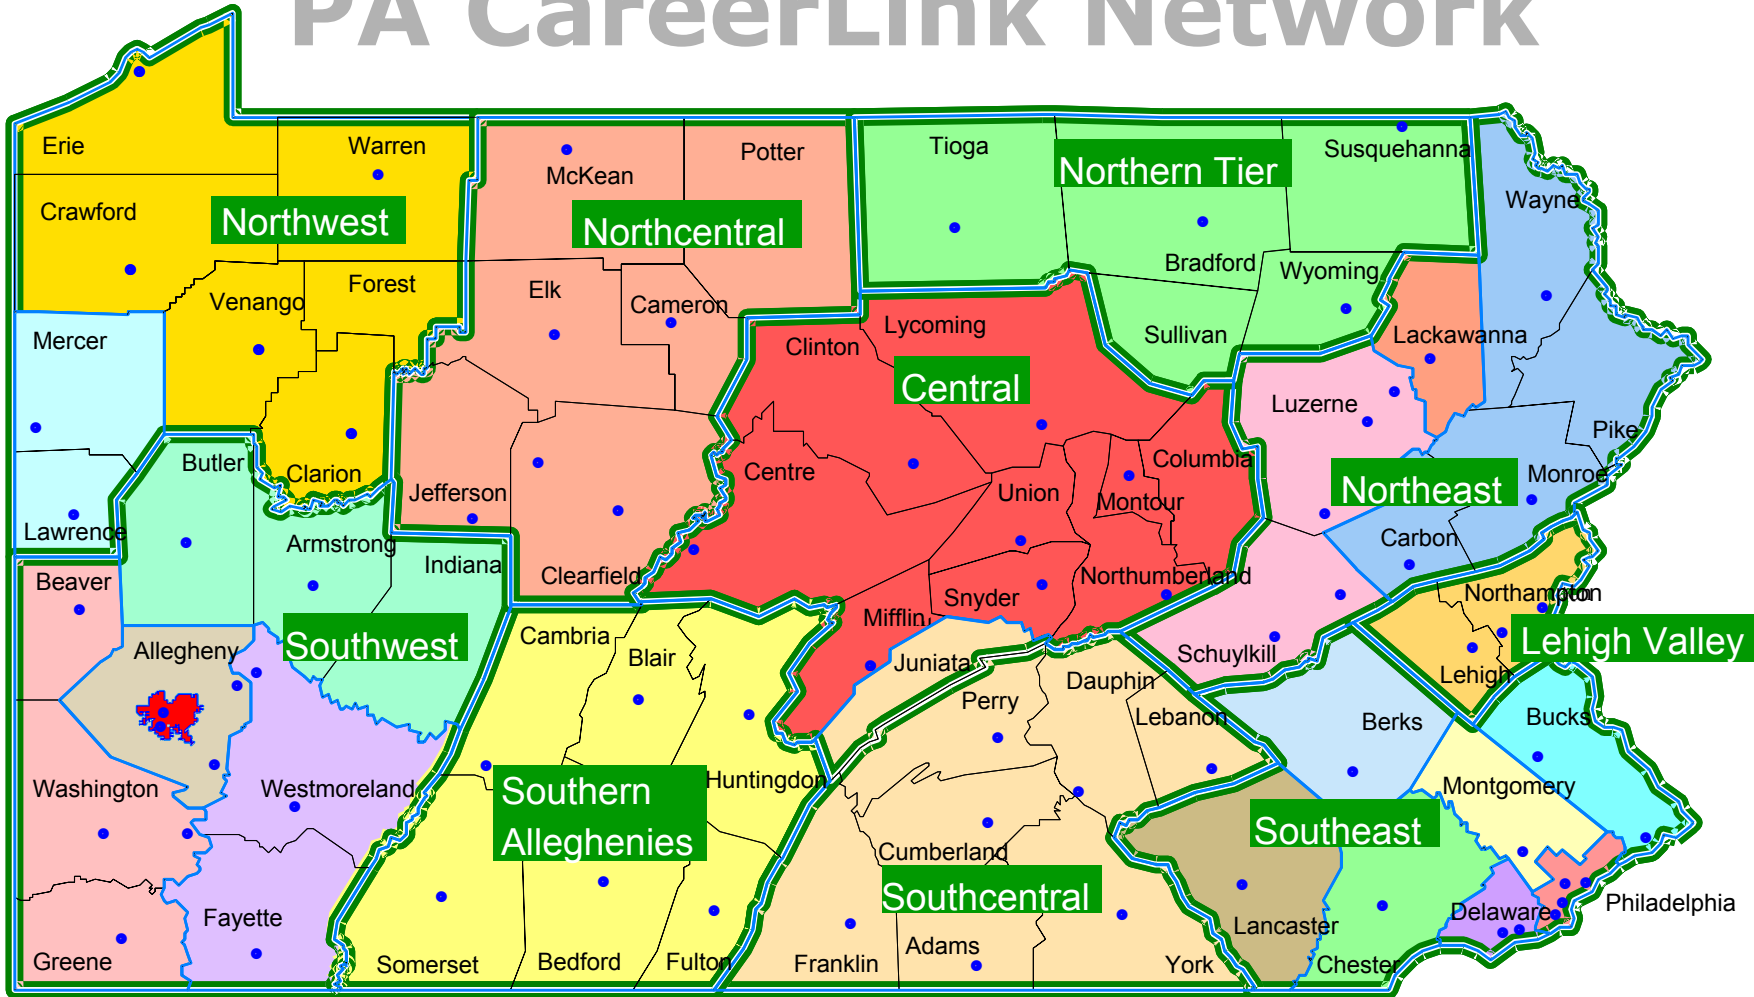 PA CareerLink Network
Erie
Warren
McKean
Potter
Tioga
Northern Tier
Susquehanna
Crawford
Northwest
Northcentral
Wayne
Venango
Forest
Elk
Cameron
Bradford
Wyoming
Mercer
Clinton
Lycoming
Sullivan
Lackawanna
Central
Luzerne
Pike
Butler
Clarion
Jefferson
Centre
Union
Columbia
Montour
Northeast
Monroe
Lawrence
Armstrong
Indiana
Carbon
Beaver
Clearfield
Snyder
Northumberland
Northampton
Mifflin
Southwest
Cambria
Lehigh Valley
Allegheny
Blair
Juniata
Schuylkill
Lehigh
Perry
Dauphin
Lebanon
Berks
Bucks
Washington
Westmoreland
Southern
Alleghenies
Huntingdon
Montgomery
Southeast
Cumberland
Southcentral
Fayette
Lancaster
Delaware
Philadelphia
Greene
Somerset
Bedford
Fulton
Franklin
Adams
York
Chester